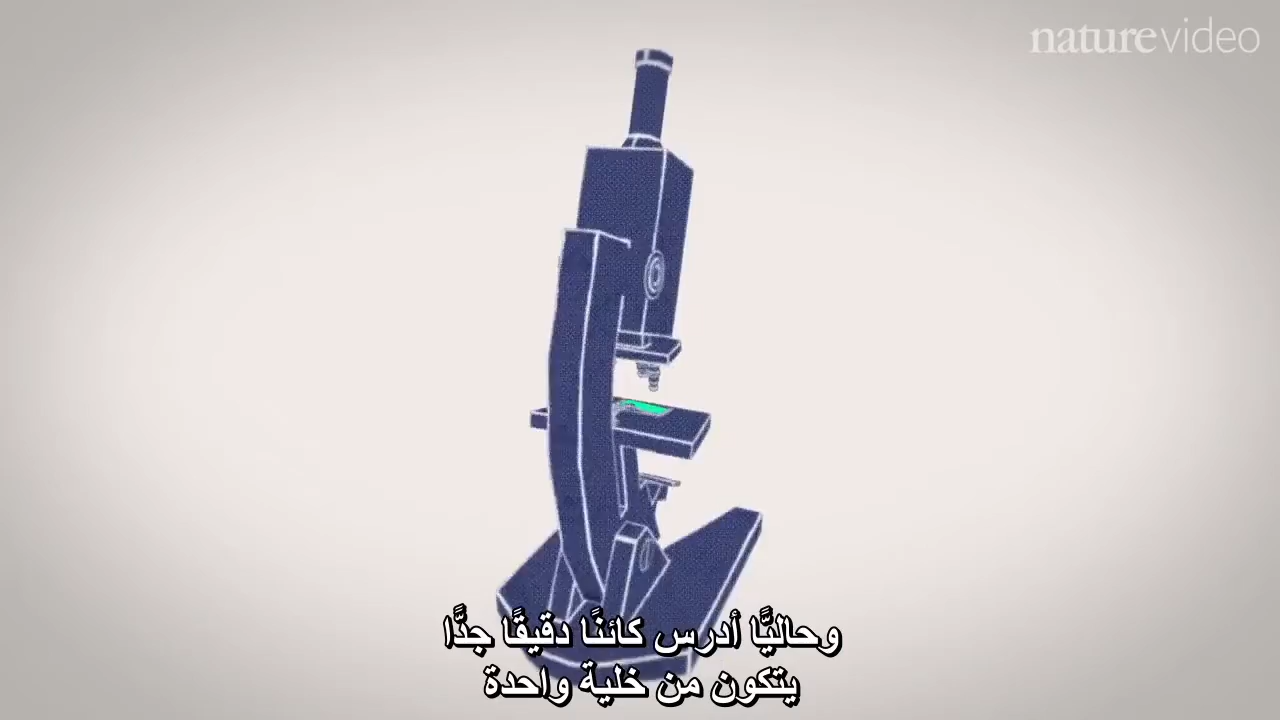 naturevideo
وحاليًّا أدرس كائنًا دقيقًا جدًّا
يتكون من خلية واحدة